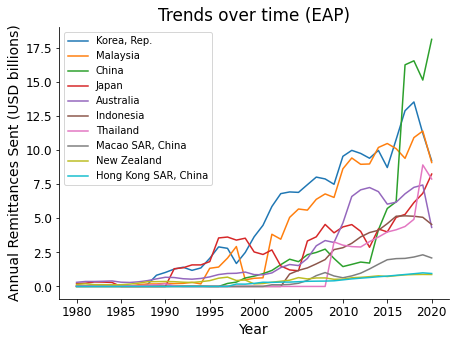 Trends over time (EAP)
Annual Remittances Sent (USD billions)
17.5
15.0
12.5
10.0
7.5
5.0
2.5
0.0
Korea, Rep.
Malaysia
China
Japan
Australia
Indonesia
Thailand
Macao SAR, China
New Zealand
Hong Kong SAR, China
1980 1985 1990 1995 2000 2005 2010 2015 2020
Year